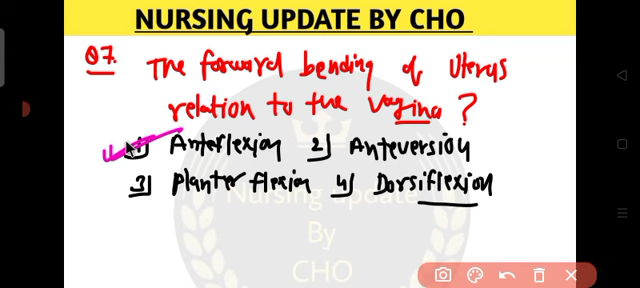 NURSING UPDATE BY CHO
Q7. The forward bending of Uterus
relation to the vagina ?
1) Anteflexion 2) Anteversion
3) Planter flexion 4) Dorsiflexion
Nursing update
By
CHO